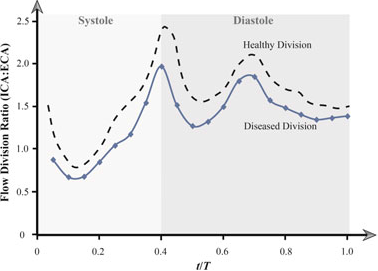 Systole Diastole
2.5
2.0
1.5
1.0
0.5
0
Flow Division Ratio (ICA:ECA)
Healthy Division
Diseased Division
0 0.2 0.4 0.6 0.8 1.0
t/T